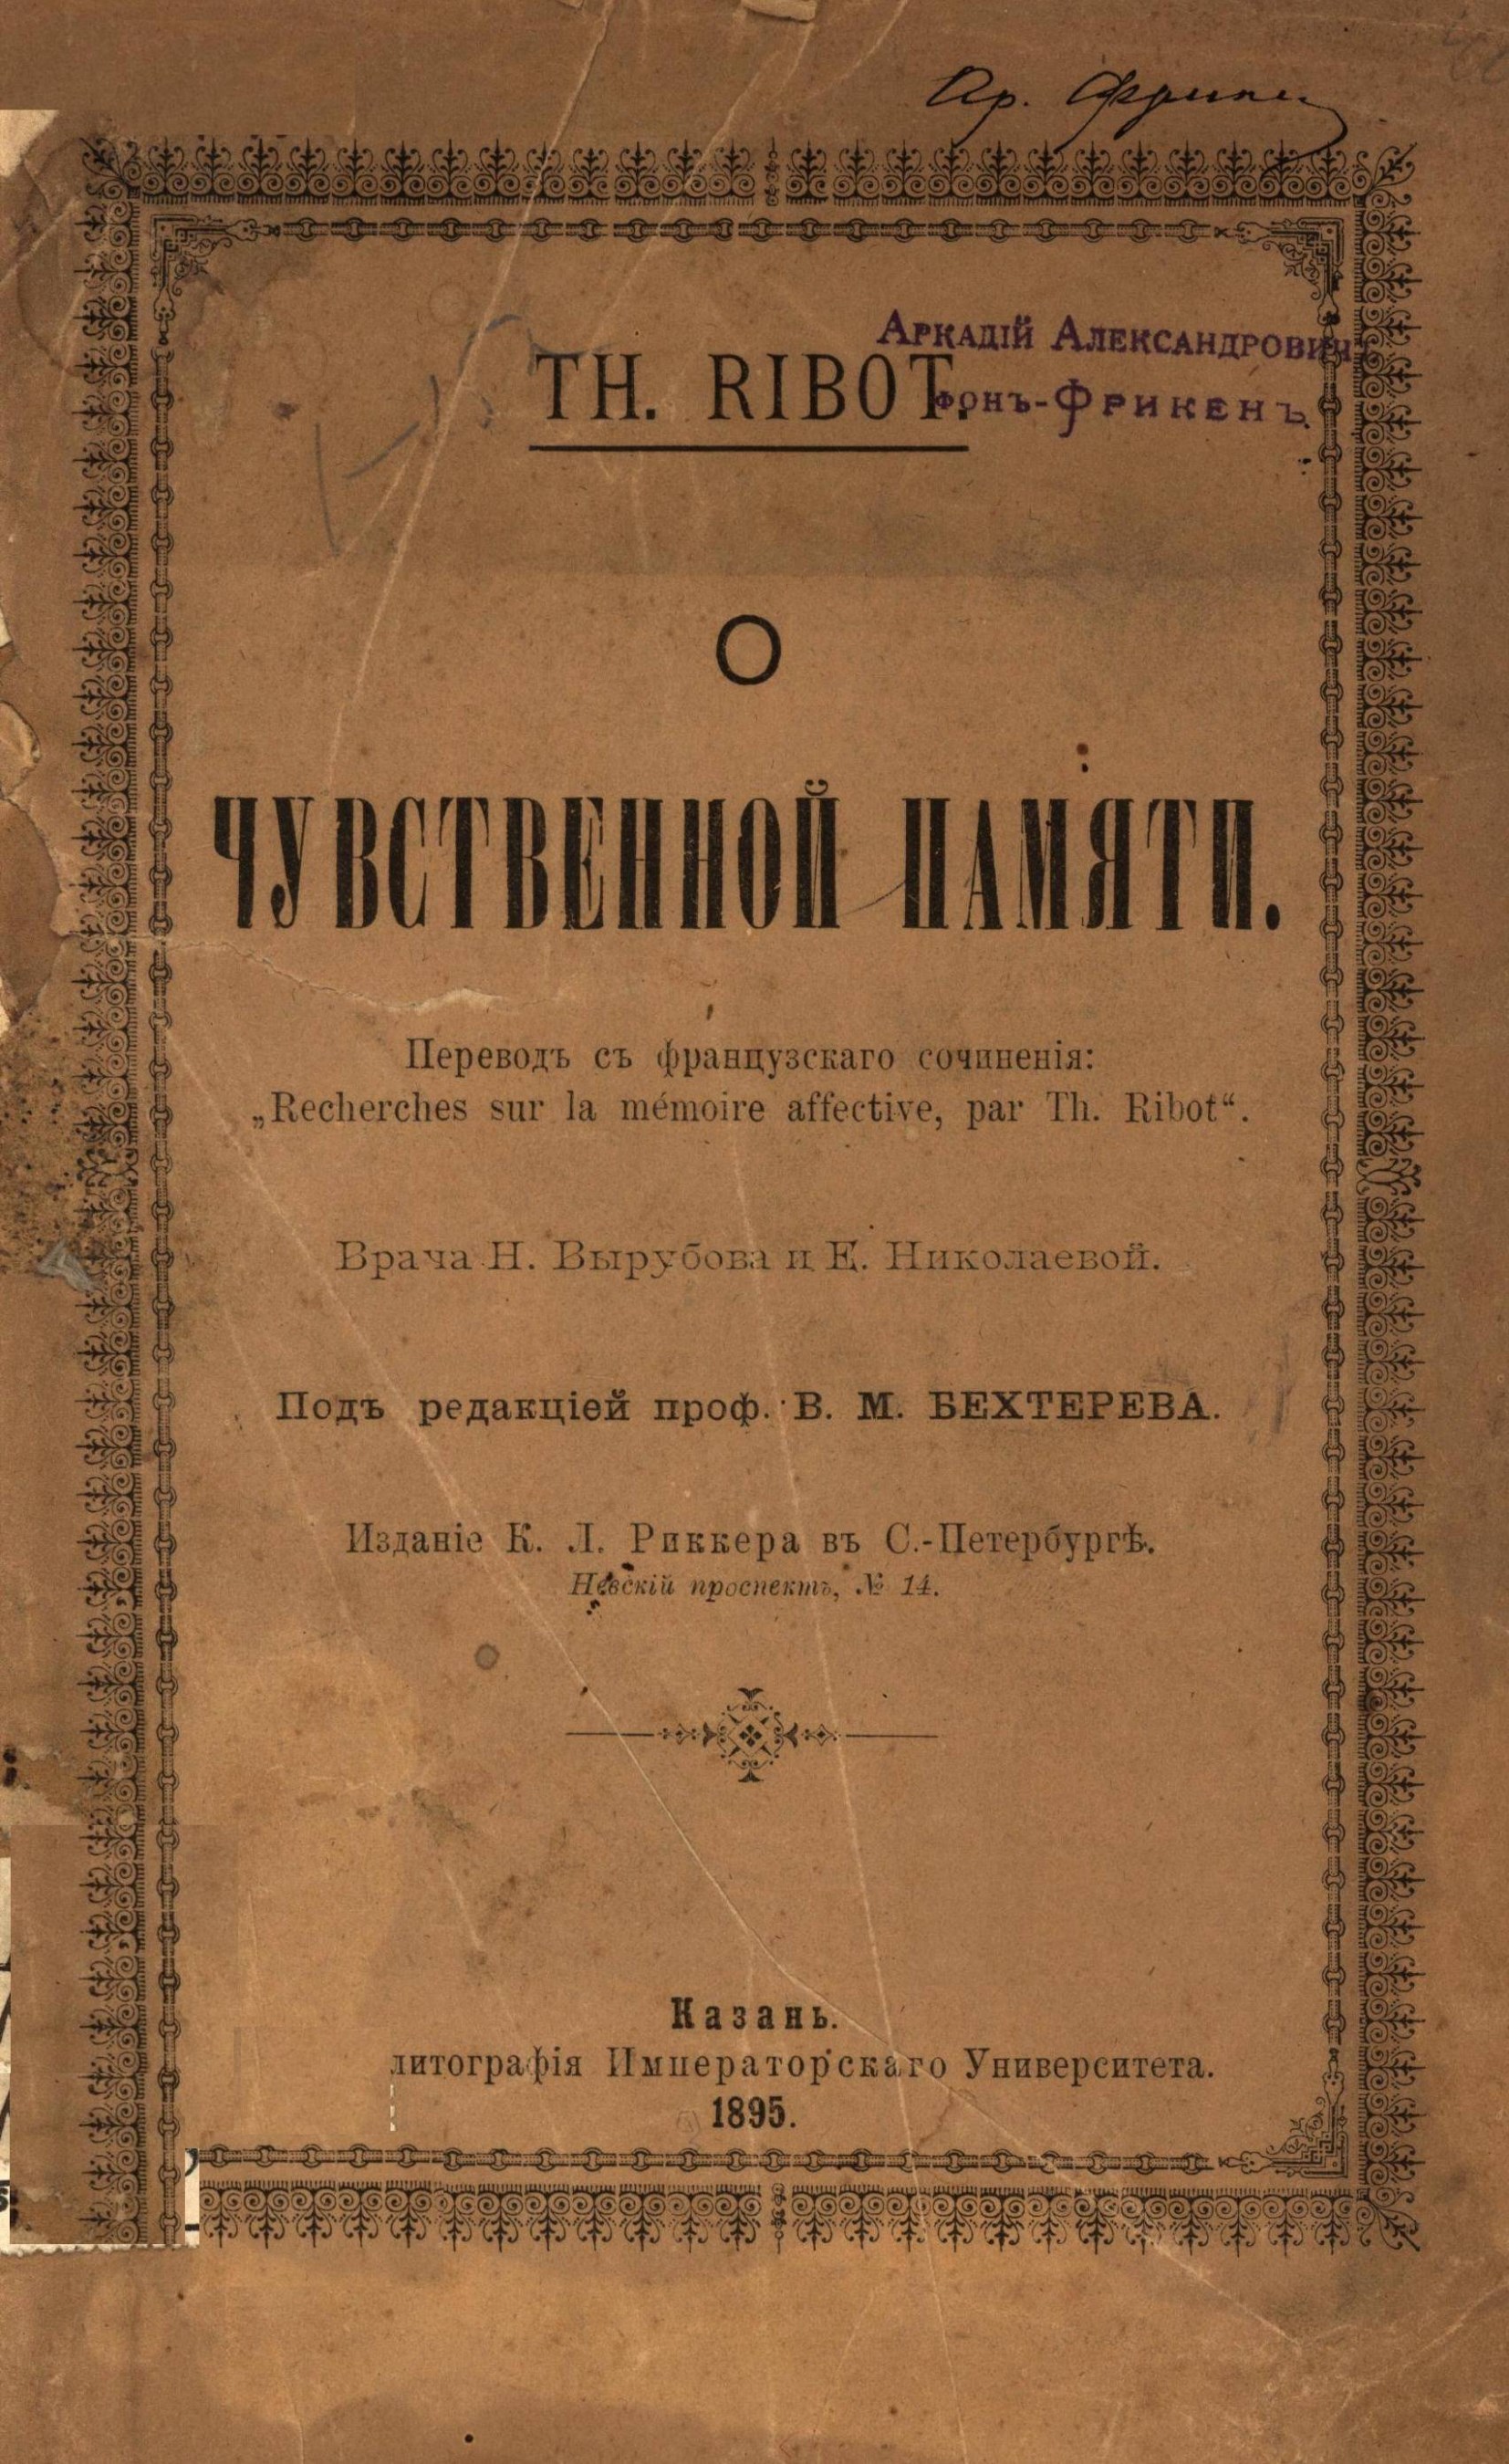 Ар. Фрикен
Аркадій Александровичъ
TH. RIBOT.
фонъ-Фрикенъ.
О
ЧУВСТВЕННОЙ ПАМЯТИ.
Переводъ съ французскаго сочиненія:
„Recherches sur la mémoire affective, par Th. Ribot“.
Врача Н. Вырубова и Е. Николаевой.
Подъ редакціей проф. В. М. БЕХТЕРЕВА.
Изданіе К. Л. Риккера въ С.-Петербургѣ.
Невскій проспектъ, № 14.
Казань.
литографія Императорскаго Университета.
1895.